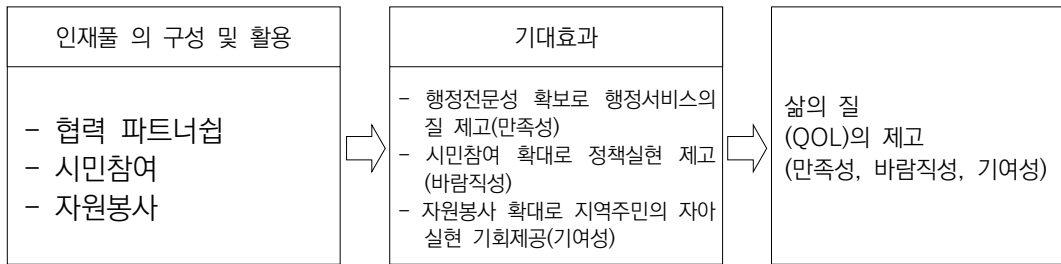 인재풀 의 구성 및 활용
- 협력 파트너쉽
- 시민참여
- 자원봉사
기대효과
- 행정전문성 확보로 행정서비스의
질 제고(만족성)
- 시민참여 확대로 정책실현 제고
(바람직성)
- 자원봉사 확대로 지역주민의 자아
실현 기회제공(기여성)
삶의 질
(QOL)의 제고
(만족성, 바람직성, 기여성)